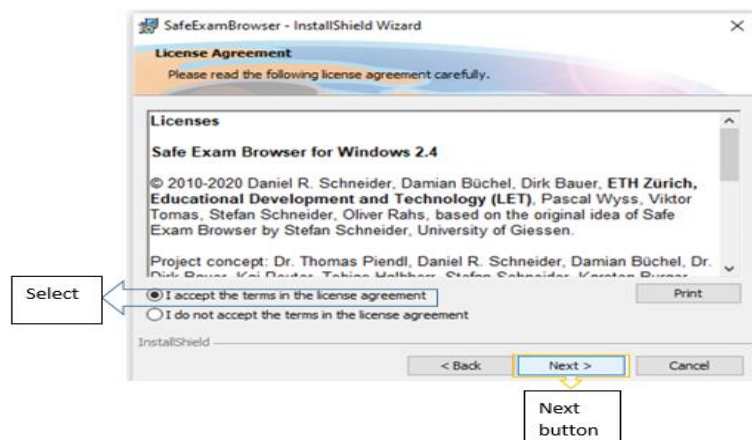 SafeExamBrowser - InstallShield Wizard
License Agreement
Please read the following license agreement carefully.
Licenses
Safe Exam Browser for Windows 2.4
© 2010-2020 Daniel R. Schneider, Damian Büchel, Dirk Bauer, ETH Zürich,
Educational Development and Technology (LET), Pascal Wyss, Viktor
Tomas, Stefan Schneider, Oliver Rahs, based on the original idea of Safe
Exam Browser by Stefan Schneider, University of Giessen.
Project concept: Dr. Thomas Piendl, Daniel R. Schneider, Damian Büchel, Dr.
Select
I accept the terms in the license agreement
Print
I do not accept the terms in the license agreement
InstallShield
< Back
Next >
Cancel
Next
button